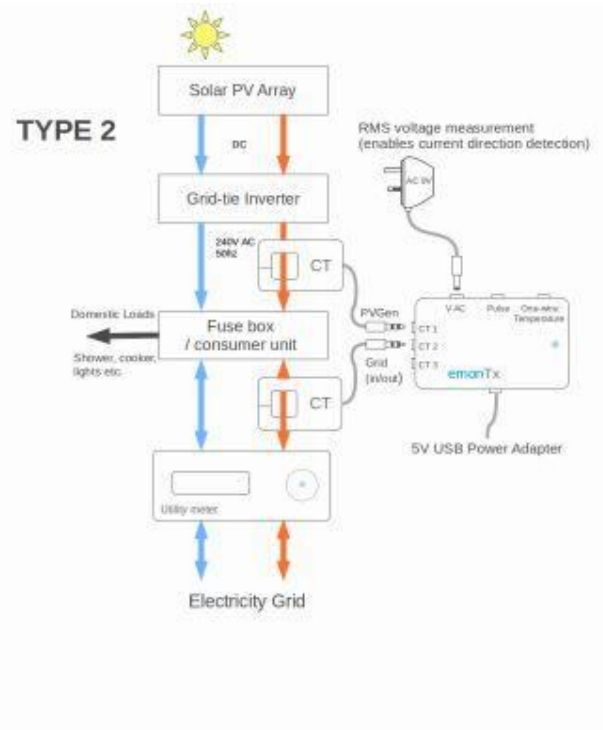 Solar PV Array
TYPE 2
RMS voltage measurement
(enables current direction detection)
DC
AC 9V
Grid-tie Inverter
240V AC
50hz
CT
Domestic Loads
Fuse box
/ consumer unit
Shower, cooker,
lights etc
PVGen
V-AC
Pulse
One-wire
Temperature
CT 1
CT 2
CT 3
emonTx
Grid
(in/out)
CT
5V USB Power Adapter
Utility meter
Electricity Grid